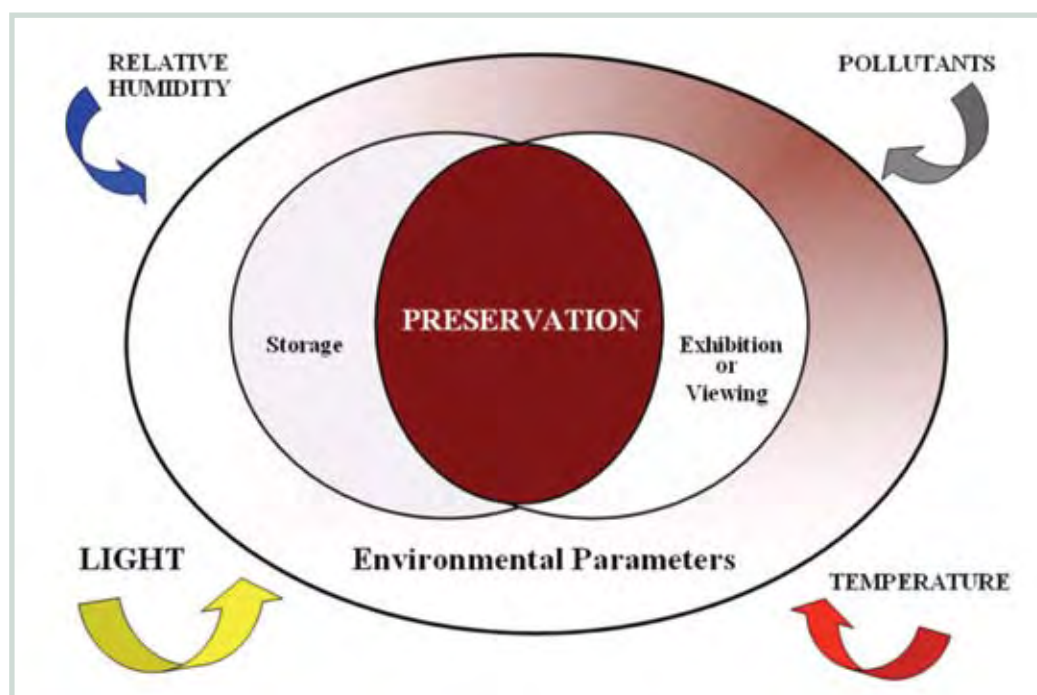 RELATIVE
HUMIDITY
POLLUTANTS
PRESERVATION
Storage
Exhibition
or
Viewing
LIGHT
Environmental Parameters
TEMPERATURE